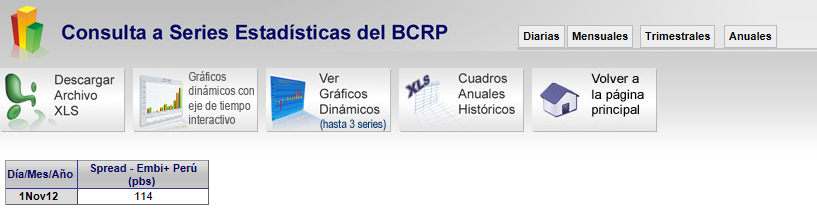 Consulta a Series Estadísticas del BCRP
Diarias
Mensuales
Trimestrales
Anuales
Descargar
Archivo
XLS
Gráficos
dinámicos con
eje de tiempo
interactivo
Ver
Gráficos
Dinámicos
(hasta 3 series)
XLS
Cuadros
Anuales
Históricos
Volver a
la página
principal
Día/Mes/Año
Spread - Embi+ Perú
(pbs)
1Nov12
114